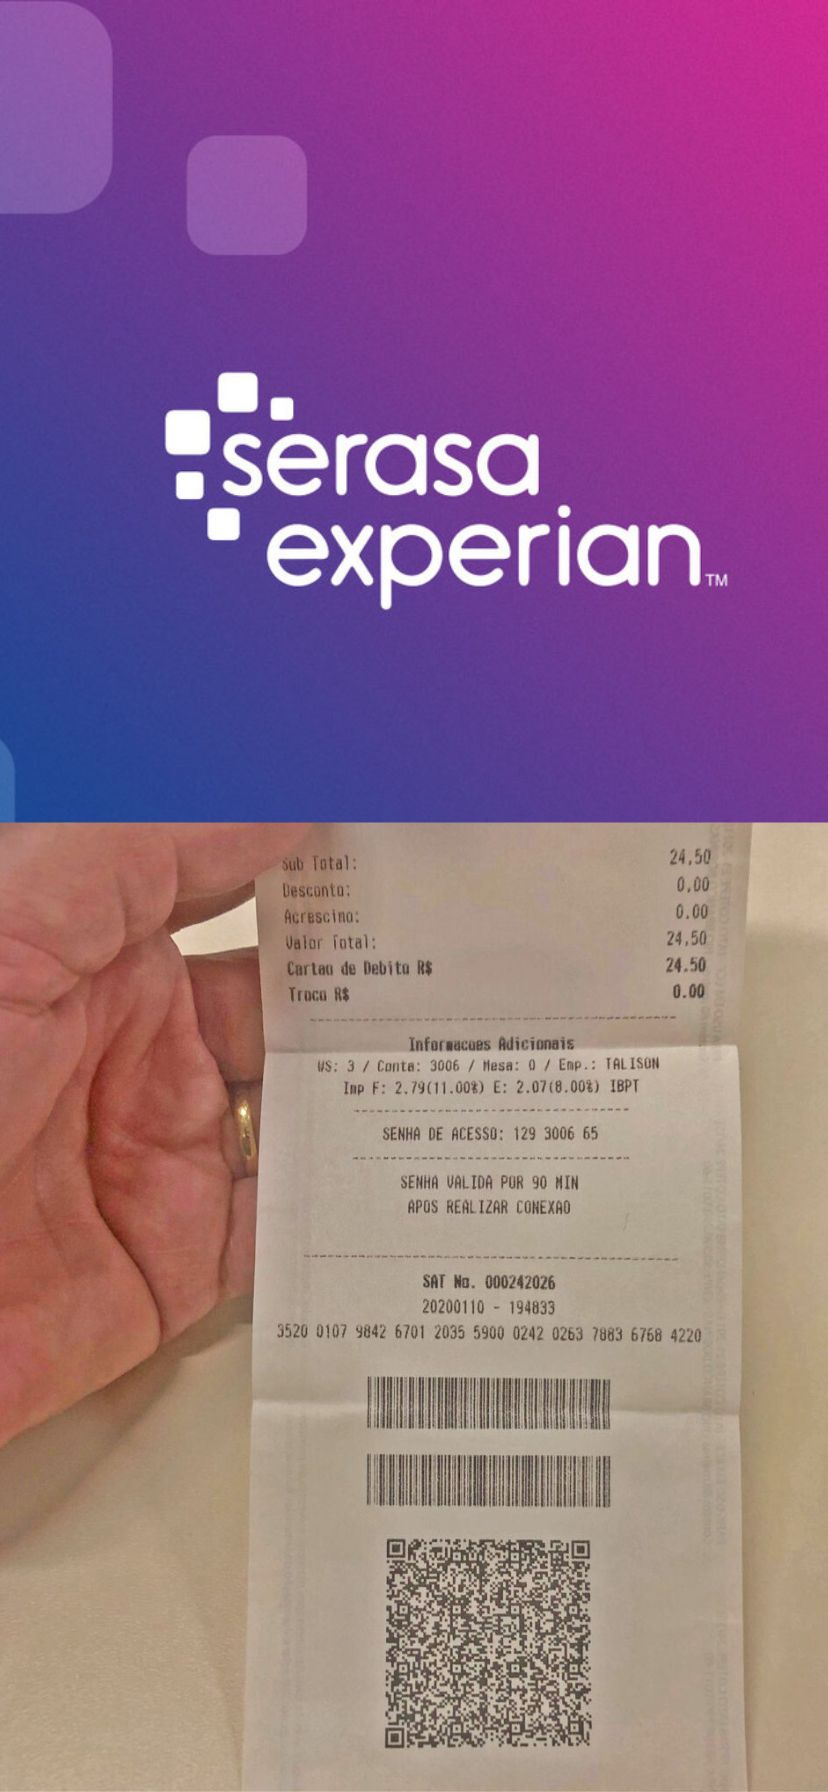 serasa
experian™
Sub Total: 24,50
Desconto: 0,00
Acrescimo: 0.00
Valor Total: 24,50
Cartao de Debito R$ 24.50
Troco R$ 0.00
Informacoes Adicionais
VS: 3 / Conta: 3006 / Mesa: 0 / Emp.: TALISON
Imp F: 2.79(11.00%) E: 2.07(8.00%) IBPT
SENHA DE ACESSO: 129 3006 65
SENHA VALIDA POR 90 MIN
APOS REALIZAR CONEXAO
SAT No. 000242026
20200110 - 194833
3520 0107 9842 6701 2035 5900 0242 0263 7883 6768 4220